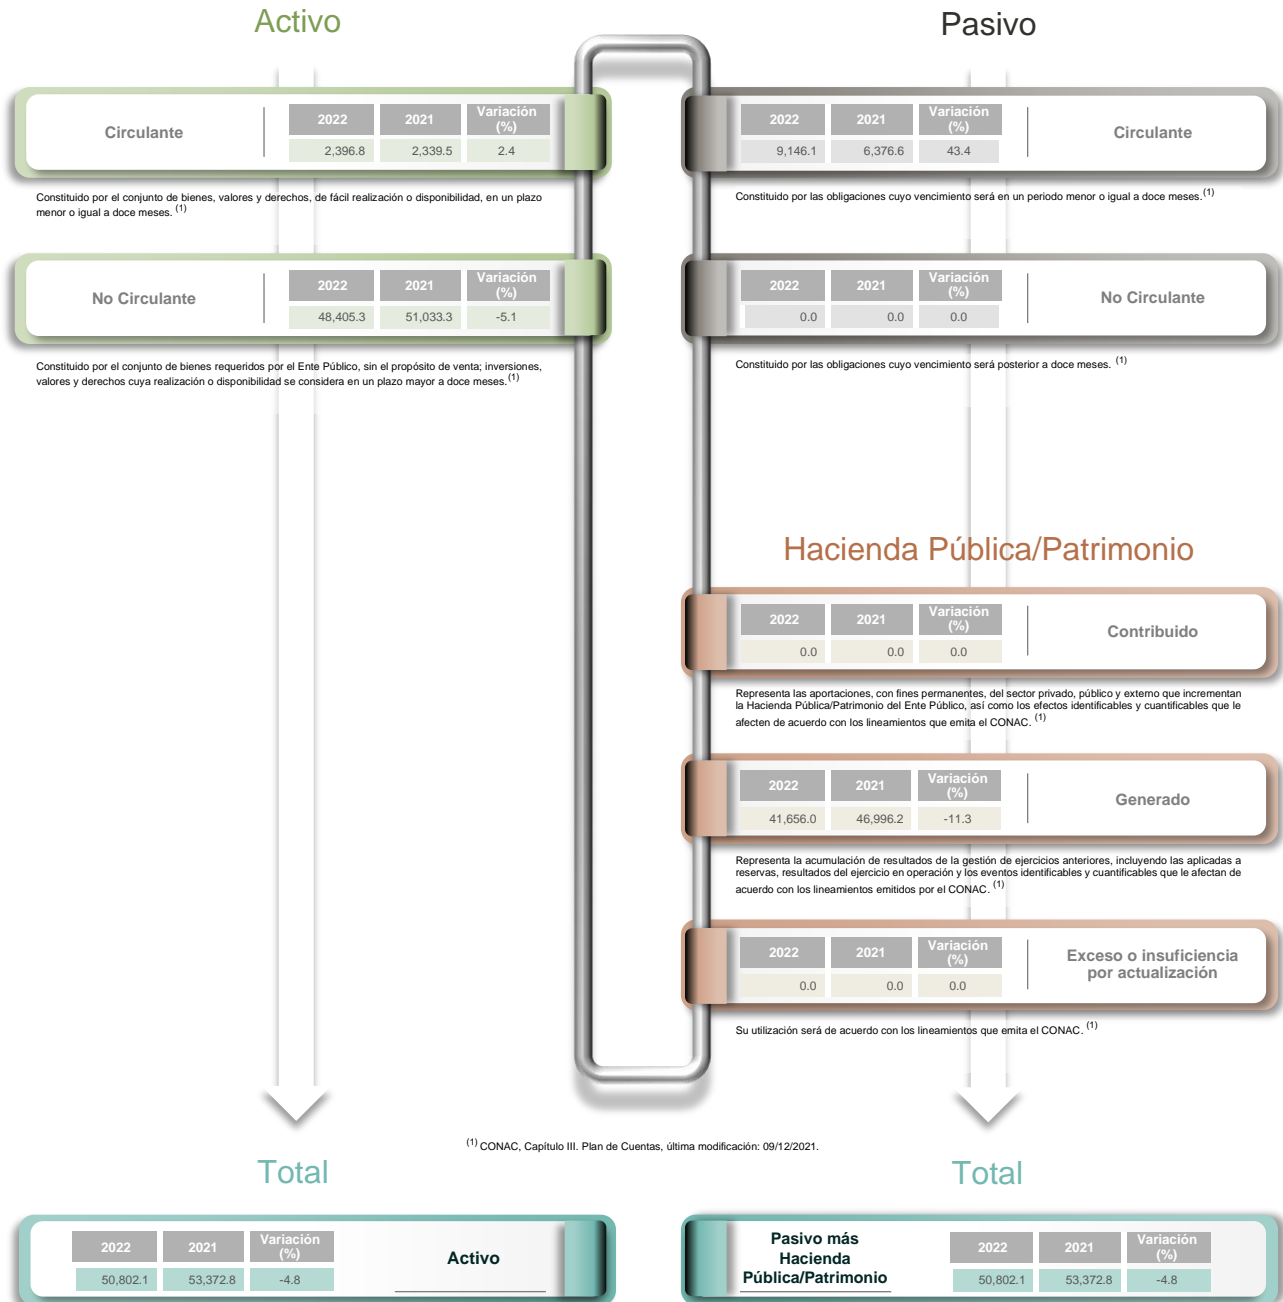 Activo
Circulante
2022 2021 Variación (%)
2,396.8 2,339.5 2.4
Constituido por el conjunto de bienes, valores y derechos, de fácil realización o disponibilidad, en un plazo
menor o igual a doce meses. (1)
No Circulante
2022 2021 Variación (%)
48,405.3 51,033.3 -5.1
Constituido por el conjunto de bienes requeridos por el Ente Público, sin el propósito de venta; inversiones,
valores y derechos cuya realización o disponibilidad se considera en un plazo mayor a doce meses. (1)
Pasivo
2022 2021 Variación (%)
9,146.1 6,376.6 43.4
Circulante
Constituido por las obligaciones cuyo vencimiento será en un periodo menor o igual a doce meses. (1)
2022 2021 Variación (%)
0.0 0.0 0.0
No Circulante
Constituido por las obligaciones cuyo vencimiento será posterior a doce meses. (1)
Hacienda Pública/Patrimonio
2022 2021 Variación (%)
0.0 0.0 0.0
Contribuido
Representa las aportaciones, con fines permanentes, del sector privado, público y externo que incrementan
la Hacienda Pública/Patrimonio del Ente Público, así como los efectos identificables y cuantificables que le
afecten de acuerdo con los lineamientos que emita el CONAC. (1)
2022 2021 Variación (%)
41,656.0 46,996.2 -11.3
Generado
Representa la acumulación de resultados de la gestión de ejercicios anteriores, incluyendo las aplicadas a
reservas, resultados del ejercicio en operación y los eventos identificables y cuantificables que le afectan de
acuerdo con los lineamientos emitidos por el CONAC. (1)
2022 2021 Variación (%)
0.0 0.0 0.0
Exceso o insuficiencia
por actualización
Su utilización será de acuerdo con los lineamientos que emita el CONAC. (1)
(1) CONAC, Capítulo III. Plan de Cuentas, última modificación: 09/12/2021.
Total
2022 2021 Variación (%)
50,802.1 53,372.8 -4.8
Activo
Total
Pasivo más
Hacienda
Pública/Patrimonio
2022 2021 Variación (%)
50,802.1 53,372.8 -4.8